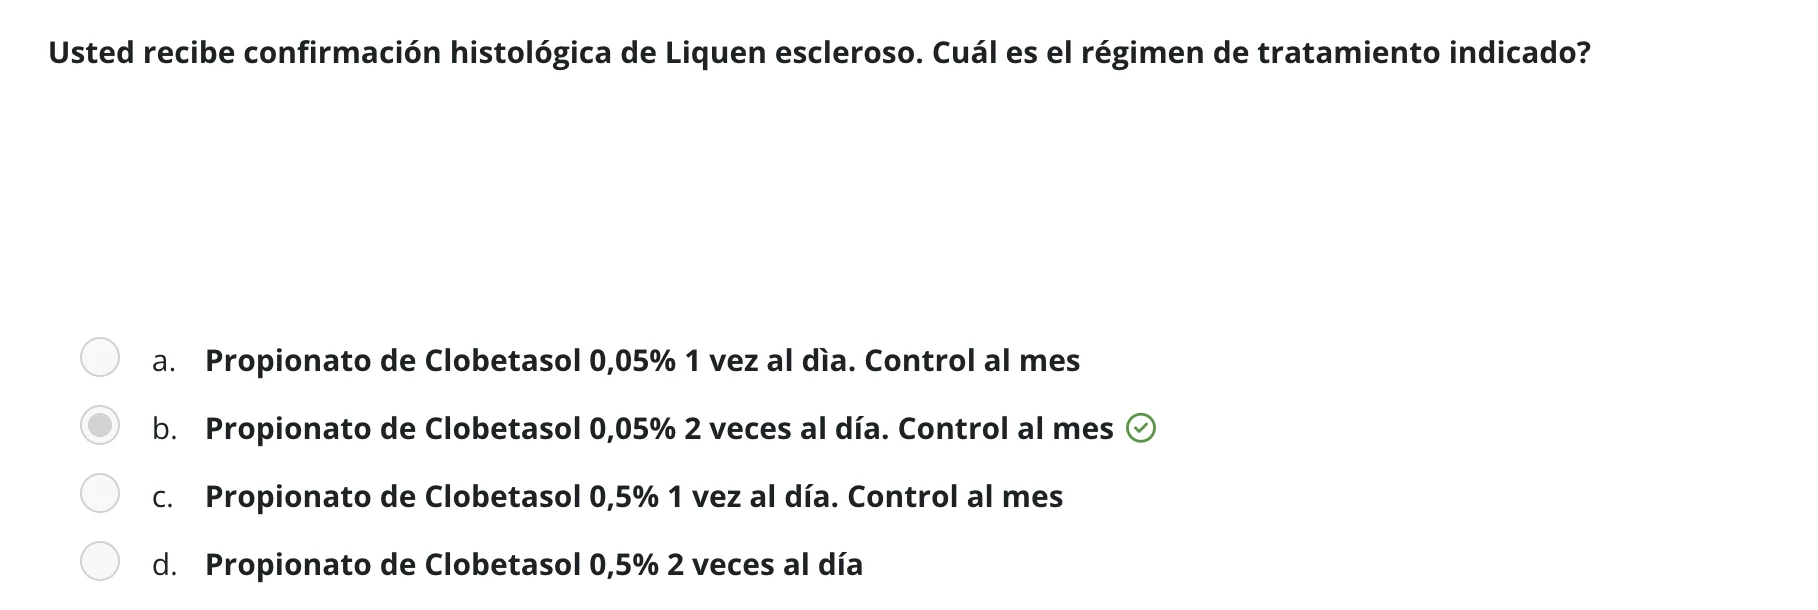 Usted recibe confirmación histológica de Liquen escleroso. Cuál es el régimen de tratamiento indicado?
a. Propionato de Clobetasol 0,05% 1 vez al dìa. Control al mes
b. Propionato de Clobetasol 0,05% 2 veces al día. Control al mes
c. Propionato de Clobetasol 0,5% 1 vez al día. Control al mes
d. Propionato de Clobetasol 0,5% 2 veces al día